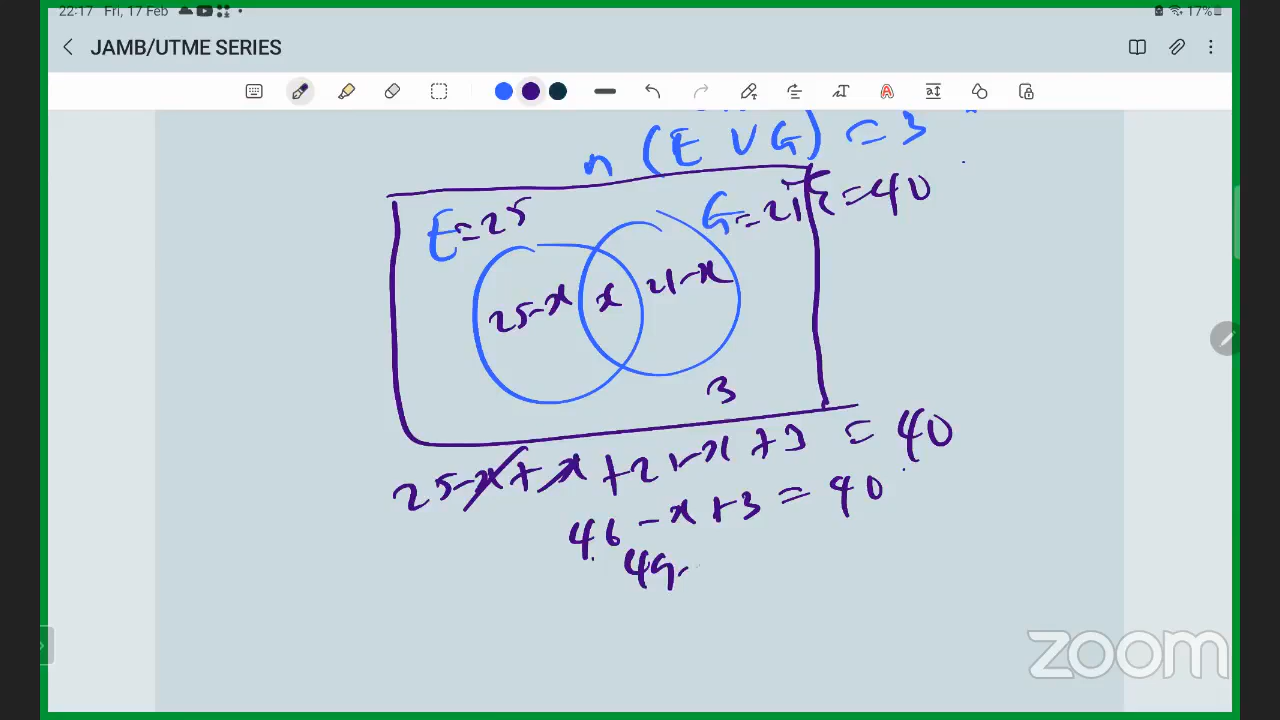 22:17 Fri, 17 Feb
17%
JAMB/UTME SERIES
n (E U G) = 3
E=25
G=21
=40
25-x
x
21-x
3
25-x+x+21-x+3 = 40
46-x+3=40
49-
zoom